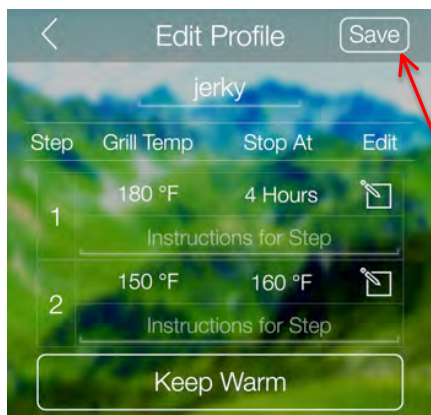 Edit Profile Save
jerky
Step Grill Temp Stop At Edit
1 180 °F 4 Hours
Instructions for Step
2 150 °F 160 °F
Instructions for Step
Keep Warm